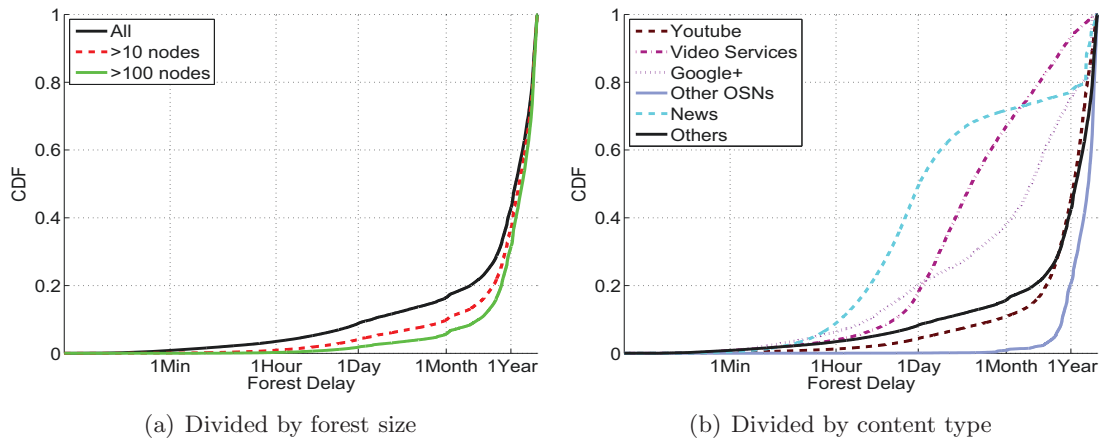 1
0.8
0.6
0.4
0.2
0
CDF
All
>10 nodes
>100 nodes
1Min 1Hour 1Day 1Month 1Year
Forest Delay
(a) Divided by forest size
1
0.8
0.6
0.4
0.2
0
CDF
Youtube
Video Services
Google+
Other OSNs
News
Others
1Min 1Hour 1Day 1Month 1Year
Forest Delay
(b) Divided by content type